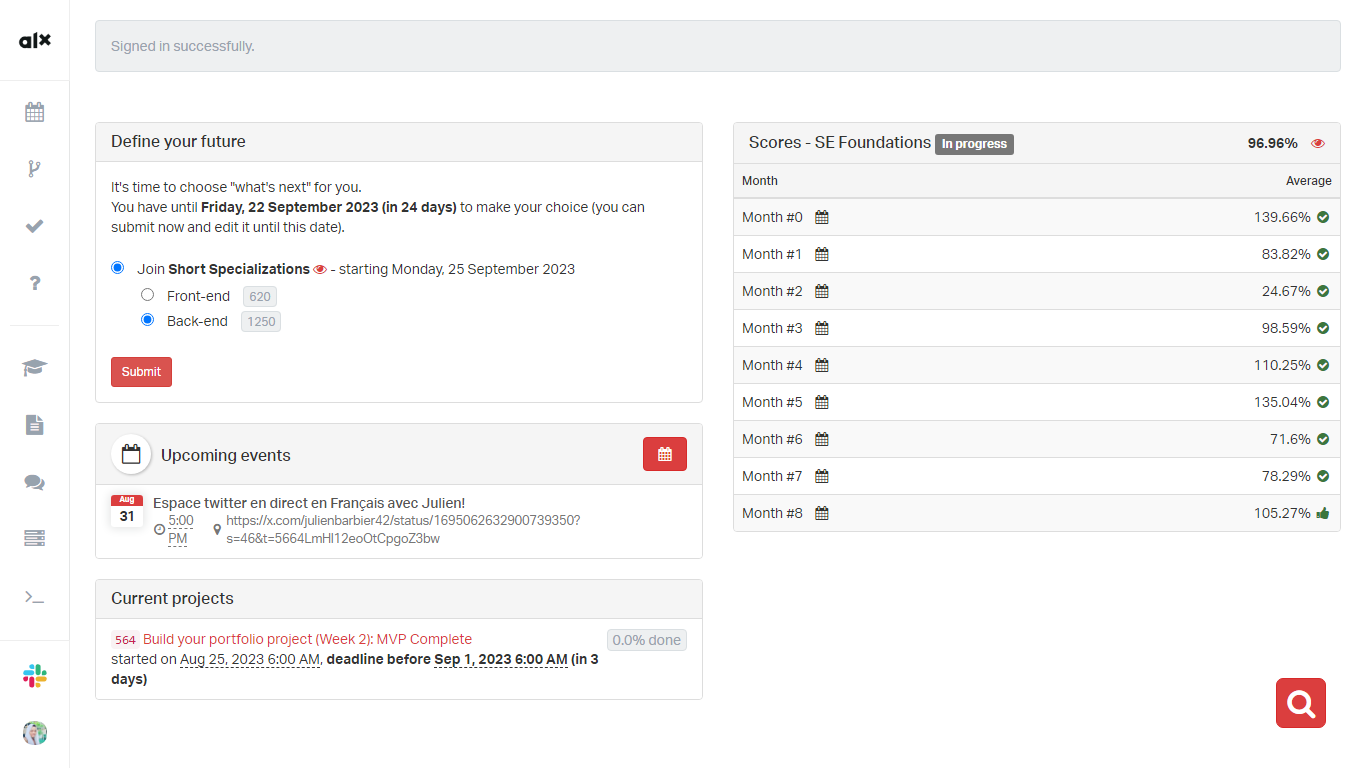 alx
Signed in successfully.
Define your future
It's time to choose "what's next" for you.
You have until Friday, 22 September 2023 (in 24 days) to make your choice (you can
submit now and edit it until this date).
Join Short Specializations - starting Monday, 25 September 2023
Front-end 620
Back-end 1250
Submit
Upcoming events
Aug
31
Espace twitter en direct en Français avec Julien!
5:00
PM
https://x.com/julienbarbier42/status/1695062632900739350?
s=46&t=5664LmHl12eoOtCpgoZ3bw
Current projects
564 Build your portfolio project (Week 2): MVP Complete
0.0% done
started on Aug 25, 2023 6:00 AM, deadline before Sep 1, 2023 6:00 AM (in 3
days)
Scores - SE Foundations In progress 96.96%
Month Average
Month #0 139.66%
Month #1 83.82%
Month #2 24.67%
Month #3 98.59%
Month #4 110.25%
Month #5 135.04%
Month #6 71.6%
Month #7 78.29%
Month #8 105.27%